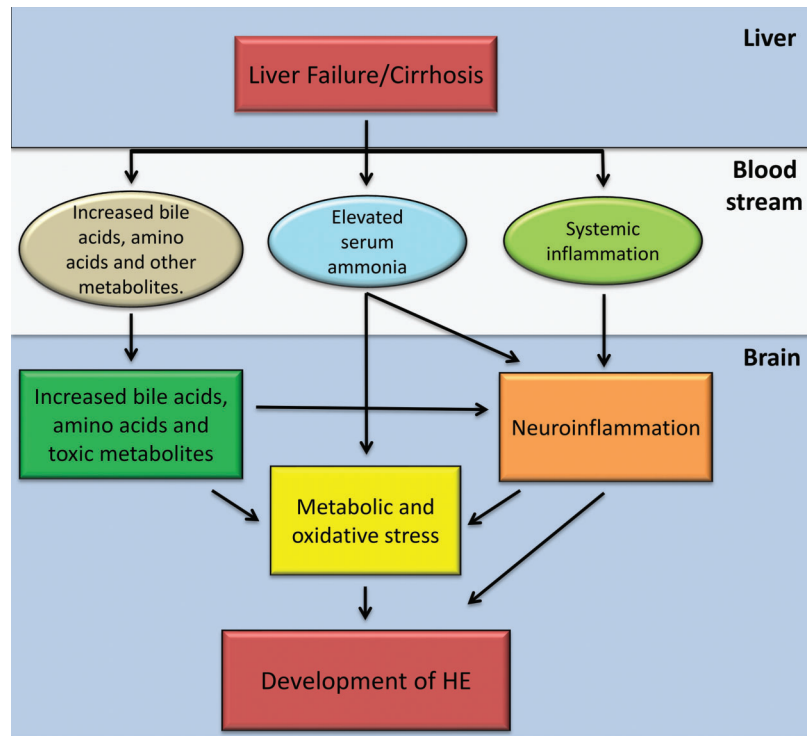 Liver
Liver Failure/Cirrhosis
Blood
stream
Increased bile
acids, amino
acids and other
metabolites.
Elevated
serum
ammonia
Systemic
inflammation
Brain
Increased bile acids,
amino acids and
toxic metabolites
Neuroinflammation
Metabolic and
oxidative stress
Development of HE